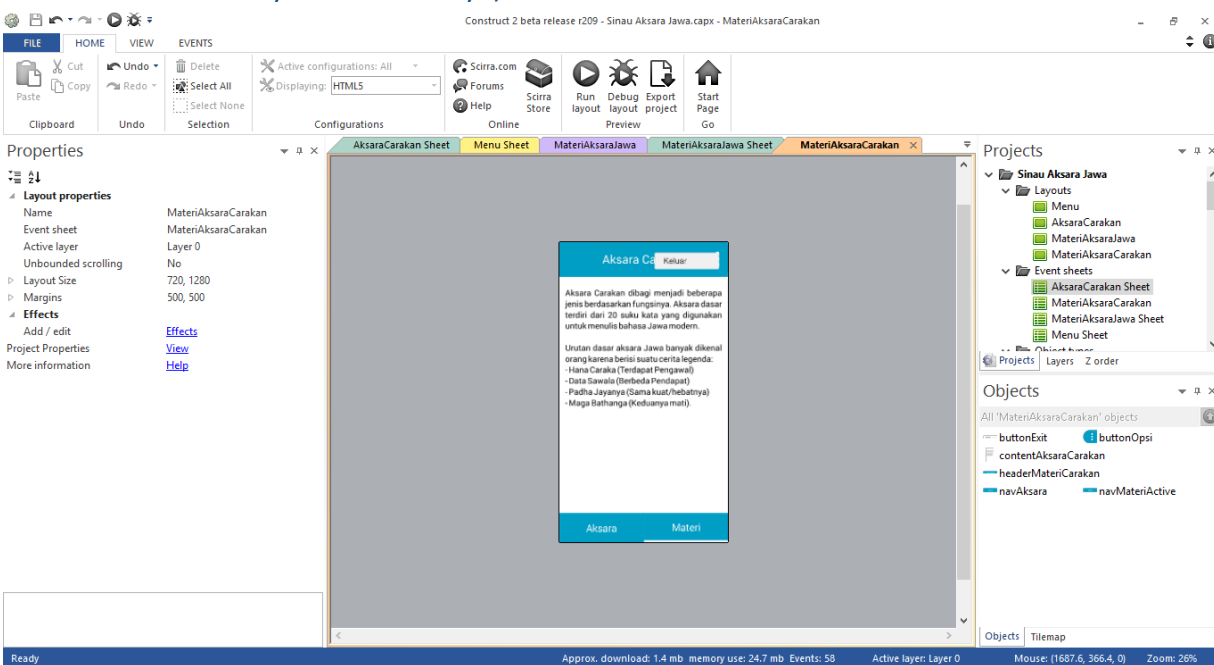 Construct 2 beta release r209 - Sinau Aksara Jawa.capx - MateriAksaraCarakan
FILE HOME VIEW EVENTS
Paste
Cut
Copy
Clipboard
Undo
Redo
Undo
Delete
Select All
Select None
Selection
Active configurations: All
Displaying: HTML5
Configurations
Scirra.com
Forums
Help
Scirra Store
Online
Run layout
Debug layout
Export project
Preview
Start Page
Go
Properties
Layout properties
Name MateriAksaraCarakan
Event sheet MateriAksaraCarakan
Active layer Layer 0
Unbounded scrolling No
Layout Size 720, 1280
Margins 500, 500
Effects
Add / edit Effects
Project Properties View
More information Help
AksaraCarakan Sheet Menu Sheet MateriAksaraJawa MateriAksaraJawa Sheet MateriAksaraCarakan
Aksara Ca
Keluar
Aksara Carakan dibagi menjadi beberapa
jenis berdasarkan fungsinya. Aksara dasar
terdiri dari 20 suku kata yang digunakan
untuk menulis bahasa Jawa modern.
Urutan dasar aksara Jawa banyak dikenal
orang karena berisi suatu cerita legenda:
- Hana Caraka (Terdapat Pengawal)
- Data Sawala (Berbeda Pendapat)
- Padha Jayanya (Sama kuat/hebatnya)
- Maga Bathanga (Keduanya mati).
Aksara Materi
Projects
Sinau Aksara Jawa
Layouts
Menu
AksaraCarakan
MateriAksaraJawa
MateriAksaraCarakan
Event sheets
AksaraCarakan Sheet
MateriAksaraCarakan
MateriAksaraJawa Sheet
Menu Sheet
Object types
Projects Layers Z order
Objects
All 'MateriAksaraCarakan' objects
buttonExit buttonOpsi
contentAksaraCarakan
headerMateriCarakan
navAksara navMateriActive
Objects Tilemap
Ready
Approx. download: 1.4 mb memory use: 24.7 mb Events: 58 Active layer: Layer 0 Mouse: (1687.6, 366.4, 0) Zoom: 26%